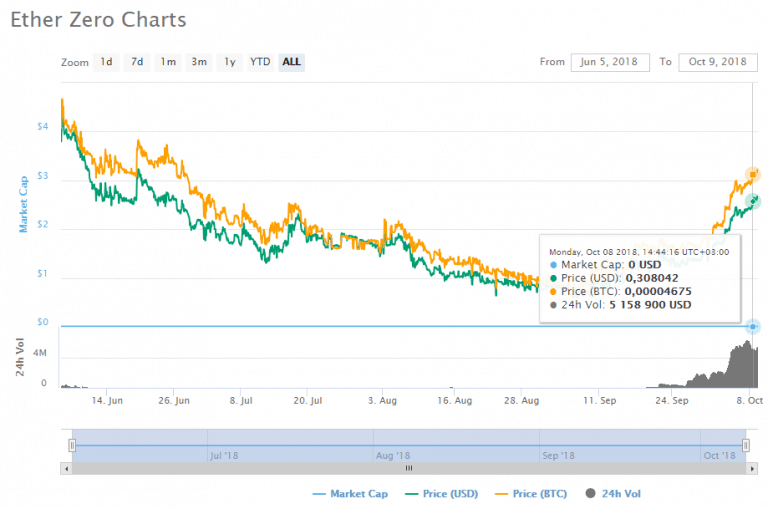 Ether Zero Charts
Zoom 1d 7d 1m 3m 1y YTD ALL
From Jun 5, 2018 To Oct 9, 2018
$4
$3
$2
$1
$0
Market Cap
Monday, Oct 08 2018, 14:44:16 UTC+03:00
Market Cap: 0 USD
Price (USD): 0,308042
Price (BTC): 0,00004675
24h Vol: 5 158 900 USD
4M
0
24h Vol
14. Jun 26. Jun 8. Jul 20. Jul 3. Aug 16. Aug 28. Aug 11. Sep 24. Sep 8. Oct
Jul '18 Aug '18 Sep '18 Oct '18
Market Cap Price (USD) Price (BTC) 24h Vol